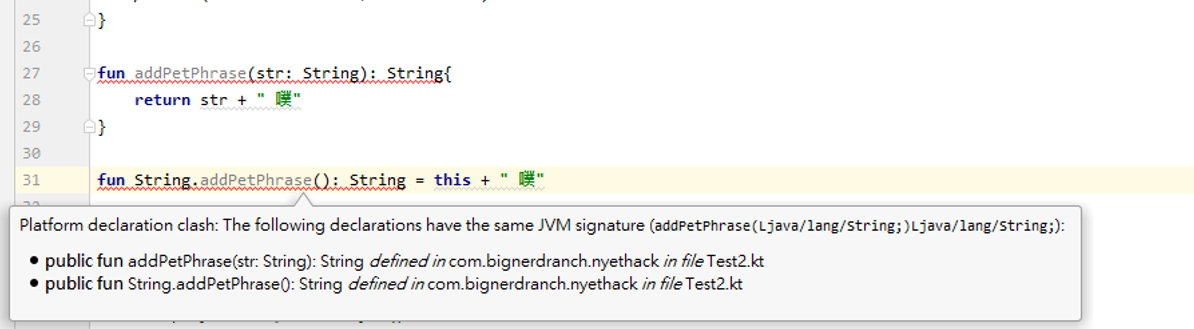 25 }
26
27 fun addPetPhrase(str: String): String{
28 return str + " 噗"
29 }
30
31 fun String.addPetPhrase(): String = this + " 噗"
Platform declaration clash: The following declarations have the same JVM signature (addPetPhrase(Ljava/lang/String;)Ljava/lang/String;):
● public fun addPetPhrase(str: String): String defined in com.bignerdranch.nyethack in file Test2.kt
● public fun String.addPetPhrase(): String defined in com.bignerdranch.nyethack in file Test2.kt